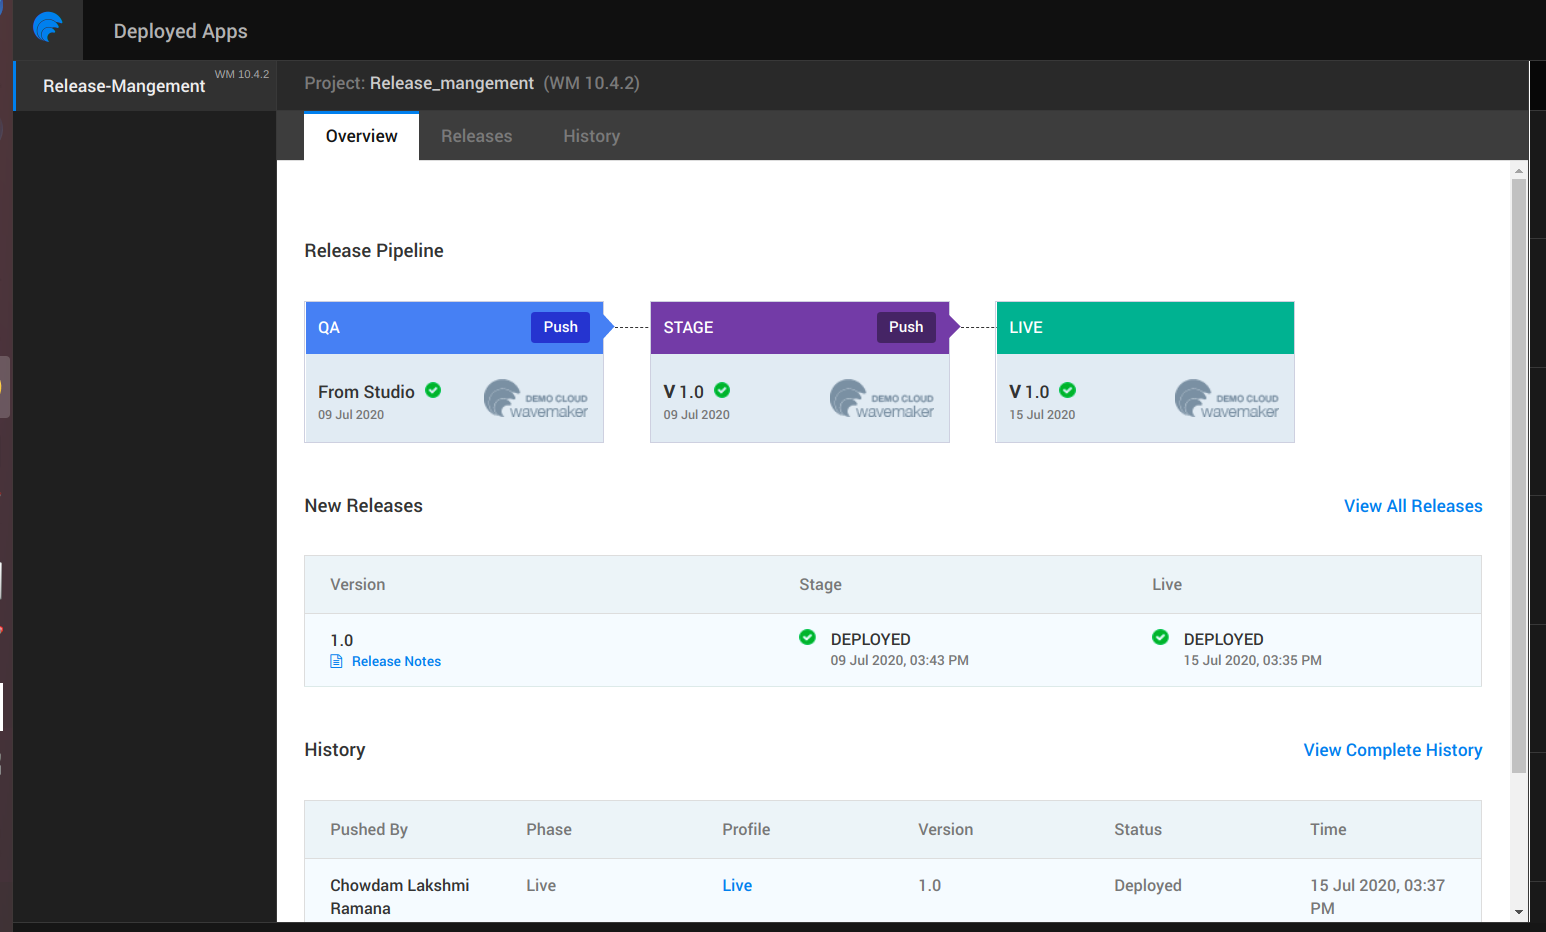 Deployed Apps
Release-Mangement WM 10.4.2
Project: Release_mangement (WM 10.4.2)
Overview Releases History
Release Pipeline
QA Push STAGE Push LIVE
From Studio DEMO CLOUD V 1.0 DEMO CLOUD V 1.0 DEMO CLOUD
09 Jul 2020 wavemaker 09 Jul 2020 wavemaker 15 Jul 2020 wavemaker
New Releases View All Releases
Version Stage Live
1.0 DEPLOYED DEPLOYED
Release Notes 09 Jul 2020, 03:43 PM 15 Jul 2020, 03:35 PM
History View Complete History
Pushed By Phase Profile Version Status Time
Chowdam Lakshmi Live Live 1.0 Deployed 15 Jul 2020, 03:37
Ramana PM